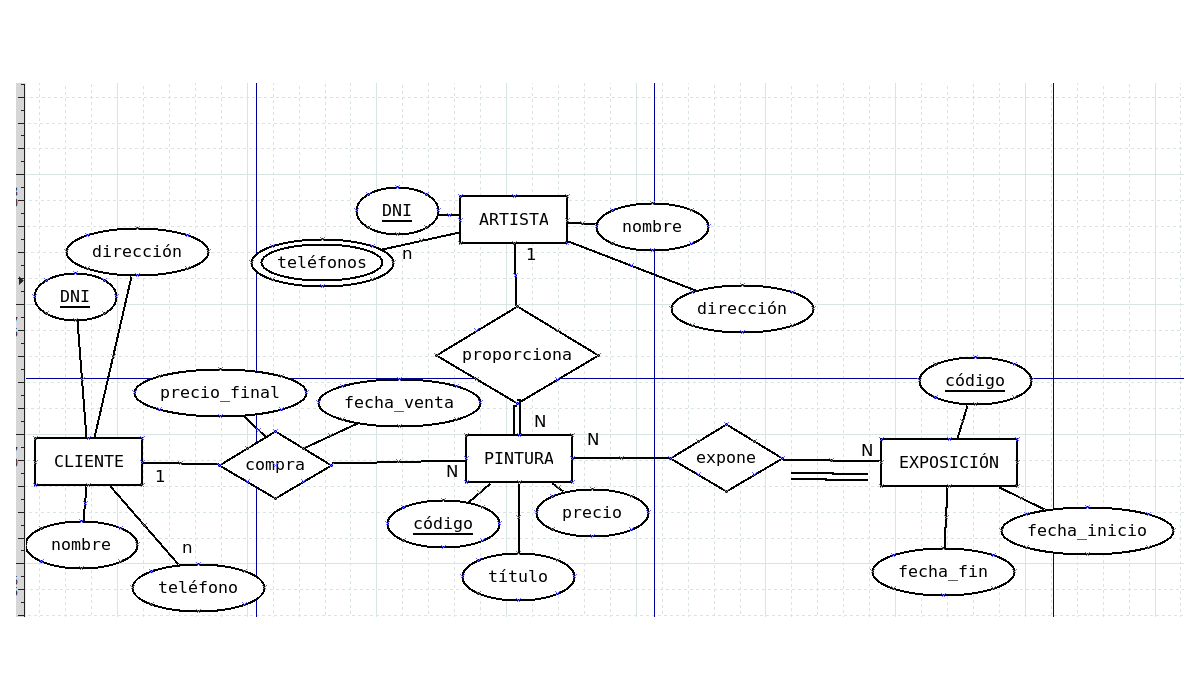 DNI
ARTISTA
nombre
dirección
teléfonos
n
1
DNI
dirección
proporciona
precio_final
fecha_venta
código
N
N
CLIENTE
compra
PINTURA
expone
N
EXPOSICIÓN
1
N
precio
código
nombre
n
fecha_inicio
teléfono
título
fecha_fin